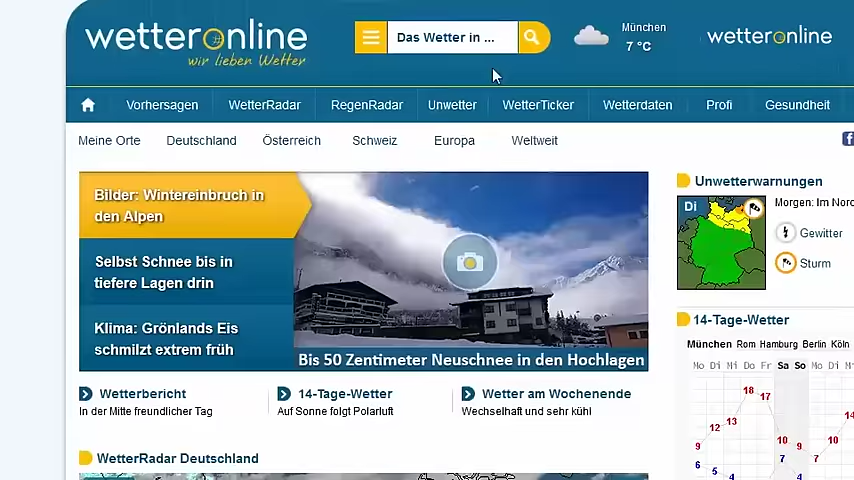 wetteronline
wir lieben Wetter
Das Wetter in ...
München
7 °C
wetteronline
Vorhersagen
WetterRadar
RegenRadar
Unwetter
WetterTicker
Wetterdaten
Profi
Gesundheit
Meine Orte
Deutschland
Österreich
Schweiz
Europa
Weltweit
Bilder: Wintereinbruch in
den Alpen
Selbst Schnee bis in
tiefere Lagen drin
Klima: Grönlands Eis
schmilzt extrem früh
Bis 50 Zentimeter Neuschnee in den Hochlagen
Unwetterwarnungen
Di
Morgen: Im Nord
Gewitter
Sturm
14-Tage-Wetter
München Rom Hamburg Berlin Köln
Mo Di Mi Do Fr Sa So Mo Di
9 12 13 18 17 10 9 7 10 14
6 5 4 7 4
Wetterbericht
In der Mitte freundlicher Tag
14-Tage-Wetter
Auf Sonne folgt Polarluft
Wetter am Wochenende
Wechselhaft und sehr kühl
WetterRadar Deutschland